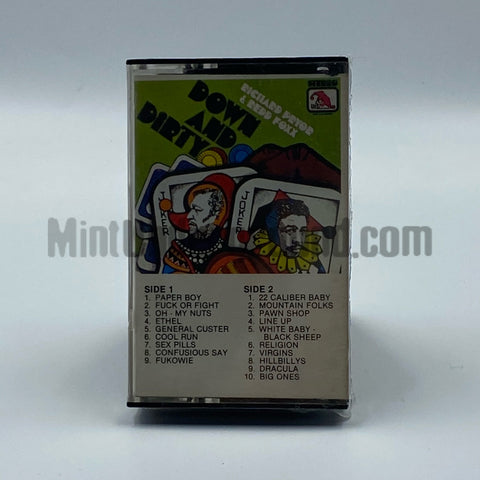 STEREO
RICHARD PRYOR
& REDD FOXX
DOWN
AND
DIRTY
JOKER
JOKER
SIDE 1
1. PAPER BOY
2. FUCK OR FIGHT
3. OH - MY NUTS
4. ETHEL
5. GENERAL CUSTER
6. COOL RUN
7. SEX PILLS
8. CONFUSIOUS SAY
9. FUKOWIE
SIDE 2
1. 22 CALIBER BABY
2. MOUNTAIN FOLKS
3. PAWN SHOP
4. LINE UP
5. WHITE BABY -
BLACK SHEEP
6. RELIGION
7. VIRGINS
8. HILLBILLYS
9. DRACULA
10. BIG ONES